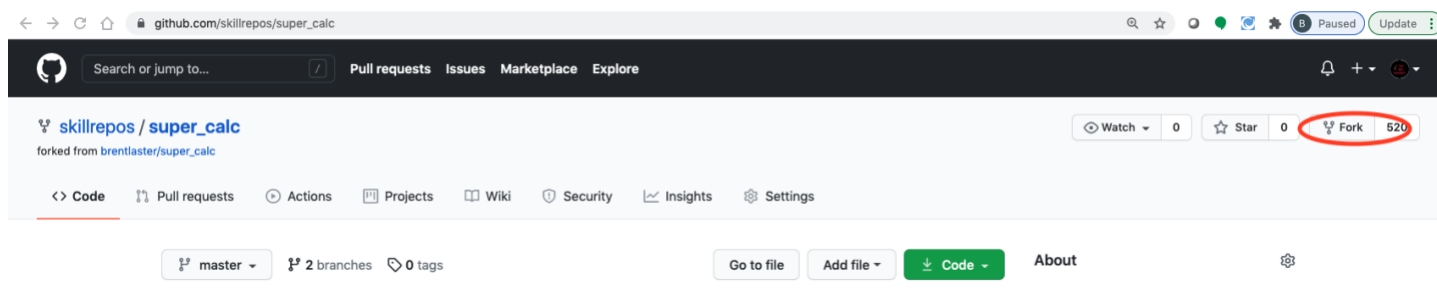 github.com/skillrepos/super_calc B Paused Update
Search or jump to... / Pull requests Issues Marketplace Explore
skillrepos / super_calc Watch 0 Star 0 Fork 520
forked from brentlaster/super_calc
<> Code Pull requests Actions Projects Wiki Security Insights Settings
master 2 branches 0 tags Go to file Add file Code About